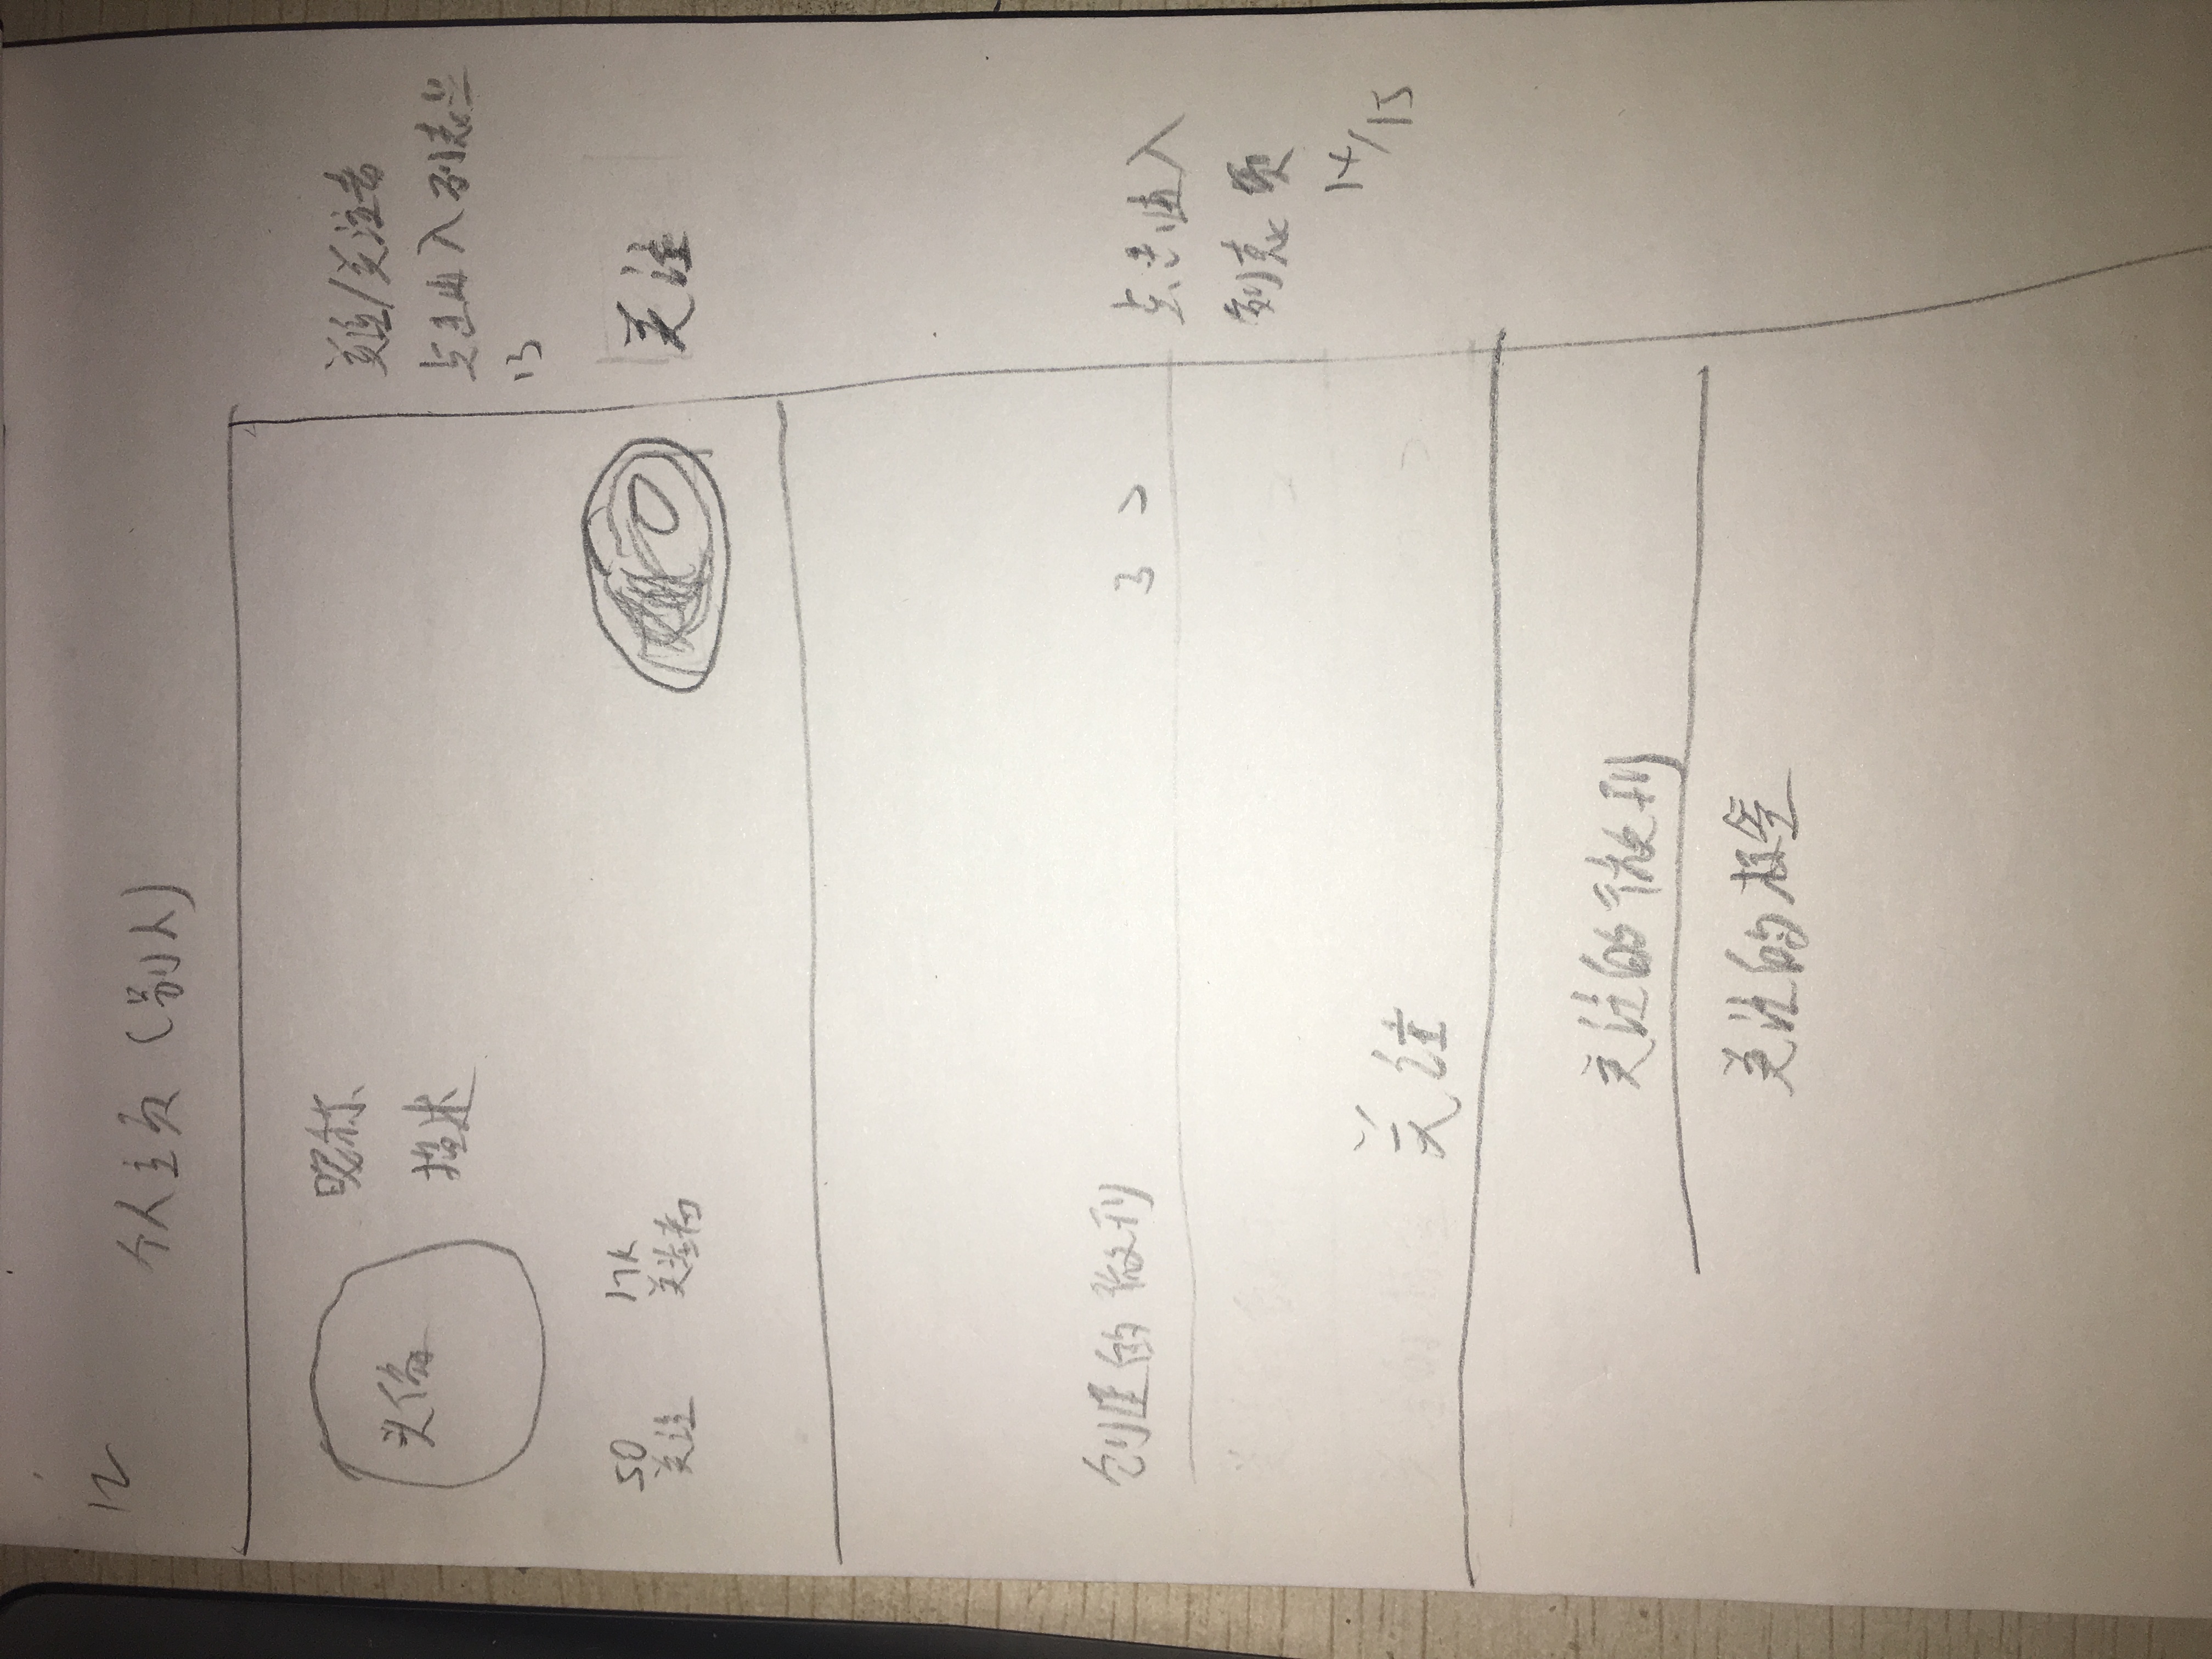 12
个人主页（别人）
头像
昵称
描述
50
关注
17k
关注者
关注/关注者
点击进入列表页
13
关注
创建的微刊 3 >
点击进入
列表页
14/15
关注
关注的微刊
关注的标签